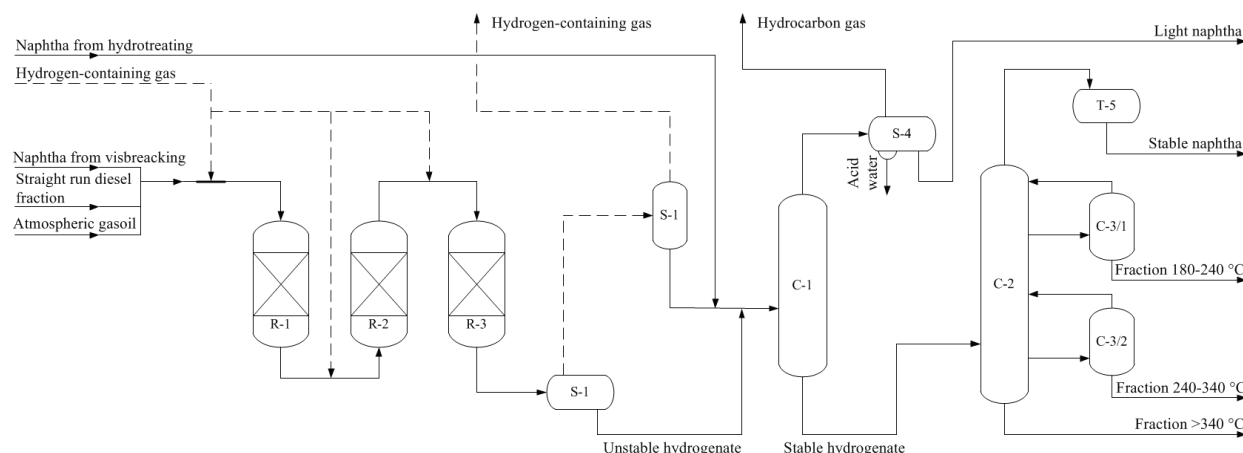 Hydrogen-containing gas
Hydrocarbon gas
Light naphtha
Naphtha from hydrotreating
Hydrogen-containing gas
T-5
S-4
Stable naphtha
Naphtha from visbreacking
Straight run diesel
fraction
Atmospheric gasoil
Acid
water
S-1
C-3/1
Fraction 180-240 °C
C-1
C-2
R-1
R-2
R-3
C-3/2
S-1
Fraction 240-340 °C
Fraction >340 °C
Unstable hydrogenate
Stable hydrogenate